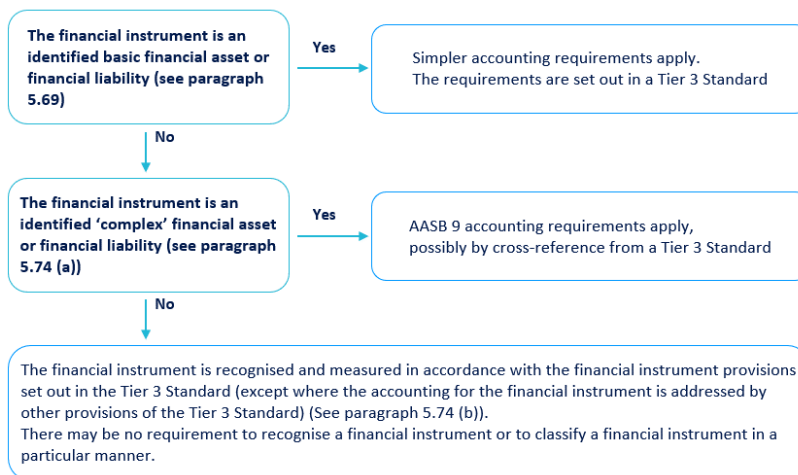 The financial instrument is an
identified basic financial asset or
financial liability (see paragraph
5.69)
Yes
Simpler accounting requirements apply.
The requirements are set out in a Tier 3 Standard
No
The financial instrument is an
identified ‘complex’ financial asset
or financial liability (see paragraph
5.74 (a))
Yes
AASB 9 accounting requirements apply,
possibly by cross-reference from a Tier 3 Standard
No
The financial instrument is recognised and measured in accordance with the financial instrument provisions
set out in the Tier 3 Standard (except where the accounting for the financial instrument is addressed by
other provisions of the Tier 3 Standard) (See paragraph 5.74 (b)).
There may be no requirement to recognise a financial instrument or to classify a financial instrument in a
particular manner.